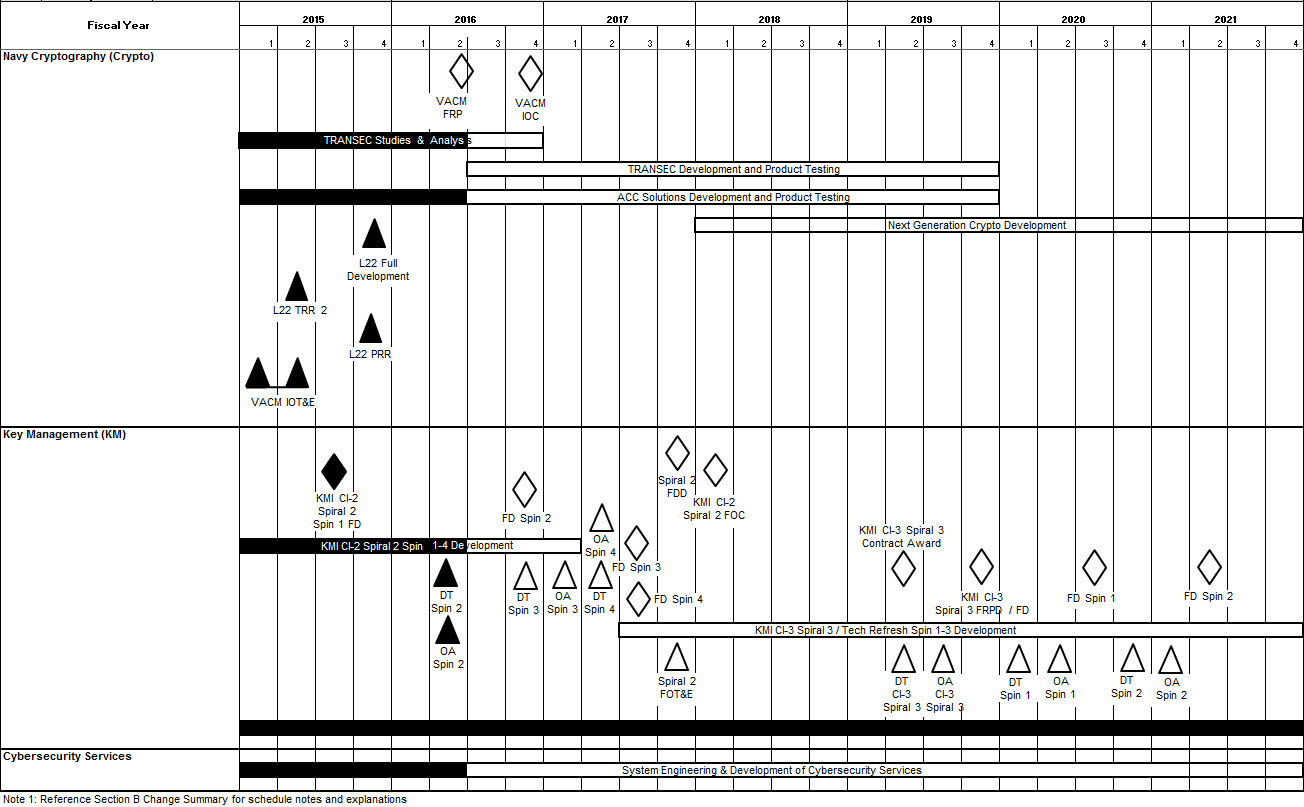 Fiscal Year
2015 2016 2017 2018 2019 2020 2021
1 2 3 4 1 2 3 4 1 2 3 4 1 2 3 4 1 2 3 4 1 2 3 4 1 2 3 4
Navy Cryptography (Crypto)
VACM
FRP
VACM
IOC
TRANSEC Studies & Analysis
TRANSEC Development and Product Testing
ACC Solutions Development and Product Testing
Next Generation Crypto Development
L22 Full
Development
L22 TRR 2
L22 PRR
VACM IOT&E
Key Management (KM)
KMI CI-2
Spiral 2
Spin 1 FD
FD Spin 2
Spiral 2
FDD
KMI CI-2
Spiral 2 FOC
OA
Spin 4
FD Spin 3
KMI CI-3 Spiral 3
Contract Award
KMI CI-2 Spiral 2 Spin 1-4 Development
DT
Spin 2
DT
Spin 3
OA
Spin 3
DT
Spin 4
FD Spin 4
KMI CI-3
Spiral 3 FRPD / FD
FD Spin 1
FD Spin 2
OA
Spin 2
KMI CI-3 Spiral 3 / Tech Refresh Spin 1-3 Development
Spiral 2
FOT&E
DT
CI-3
Spiral 3
OA
CI-3
Spiral 3
DT
Spin 1
OA
Spin 1
DT
Spin 2
OA
Spin 2
Cybersecurity Services
System Engineering & Development of Cybersecurity Services
Note 1: Reference Section B Change Summary for schedule notes and explanations